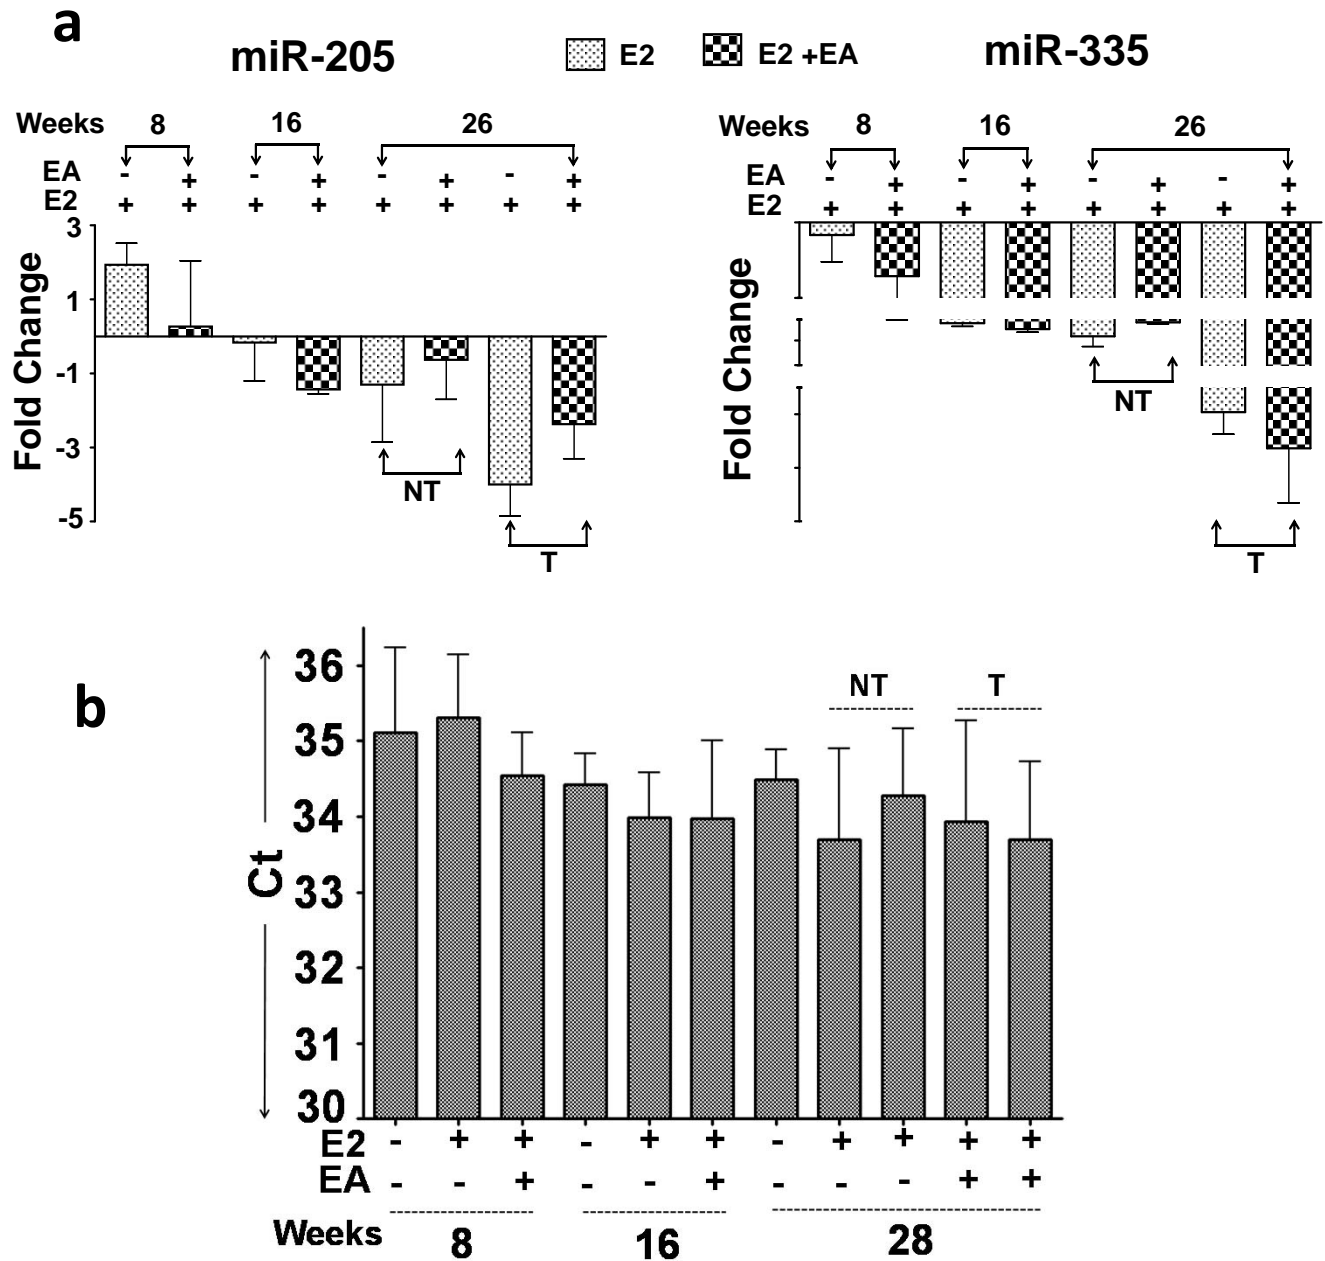 a
miR-205
E2
E2 +EA
miR-335
Weeks 8 16 26
EA - + - + - + - +
E2 + + + + + + + +
3
1
-1
-3
-5
Fold Change
NT
T
Weeks 8 16 26
EA - + - + - + - +
E2 + + + + + + + +
Fold Change
NT
T
b
NT T
36
35
34
33
32
31
30
Ct
E2 - + + - + + - + + + +
EA - - + - - + - - - + +
Weeks 8 16 28